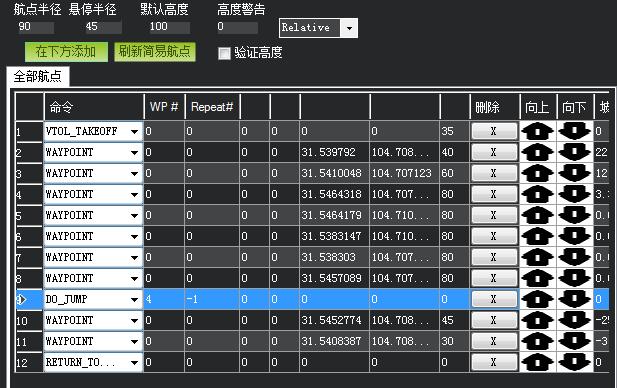 航点半径 悬停半径 默认高度 高度警告
90 45 100 0 Relative
在下方添加 刷新简易航点 验证高度
全部航点
命令 WP # Repeat# 删除 向上 向下
1 VTOL_TAKEOFF 0 0 0 0 0 0 35 X 0
2 WAYPOINT 0 0 0 0 31.539792 104.708... 40 X 22
3 WAYPOINT 0 0 0 0 31.5410048 104.707123 60 X 12
4 WAYPOINT 0 0 0 0 31.5464318 104.707... 80 X 3.
5 WAYPOINT 0 0 0 0 31.5464179 104.710... 80 X 0.
6 WAYPOINT 0 0 0 0 31.5383147 104.710... 80 X 0.
7 WAYPOINT 0 0 0 0 31.538303 104.707... 80 X 0.
8 WAYPOINT 0 0 0 0 31.5457089 104.707... 80 X 0.
9 DO_JUMP 4 -1 0 0 0 0 0 X 0
10 WAYPOINT 0 0 0 0 31.5452774 104.708... 45 X -25
11 WAYPOINT 0 0 0 0 31.5408387 104.708... 30 X -3
12 RETURN_TO... 0 0 0 0 0 0 0 X 0